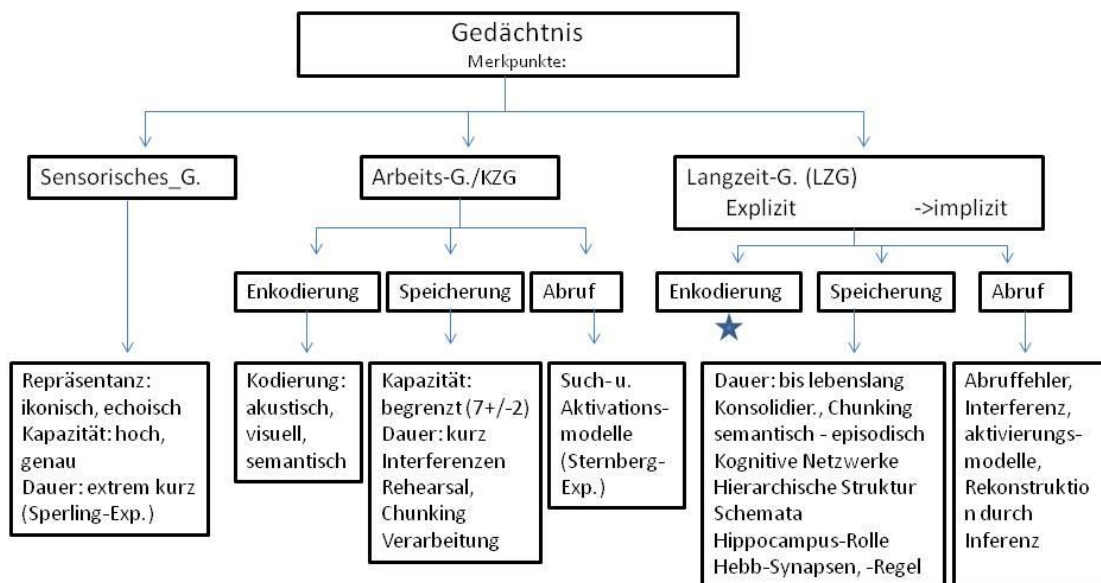 Gedächtnis
Merkpunkte:
Sensorisches_G.
Arbeits-G./KZG
Langzeit-G. (LZG)
Explizit ->implizit
Enkodierung
Speicherung
Abruf
Enkodierung
Speicherung
Abruf
Repräsentanz:
ikonisch, echoisch
Kapazität: hoch,
genau
Dauer: extrem kurz
(Sperling-Exp.)
Kodierung:
akustisch,
visuell,
semantisch
Kapazität:
begrenzt (7+/-2)
Dauer: kurz
Interferenzen
Rehearsal,
Chunking
Verarbeitung
Such- u.
Aktivations-
modelle
(Sternberg-
Exp.)
Dauer: bis lebenslang
Konsolidier., Chunking
semantisch - episodisch
Kognitive Netzwerke
Hierarchische Struktur
Schemata
Hippocampus-Rolle
Hebb-Synapsen, -Regel
Abruffehler,
Interferenz,
aktivierungs-
modelle,
Rekonstruktio
n durch
Inferenz